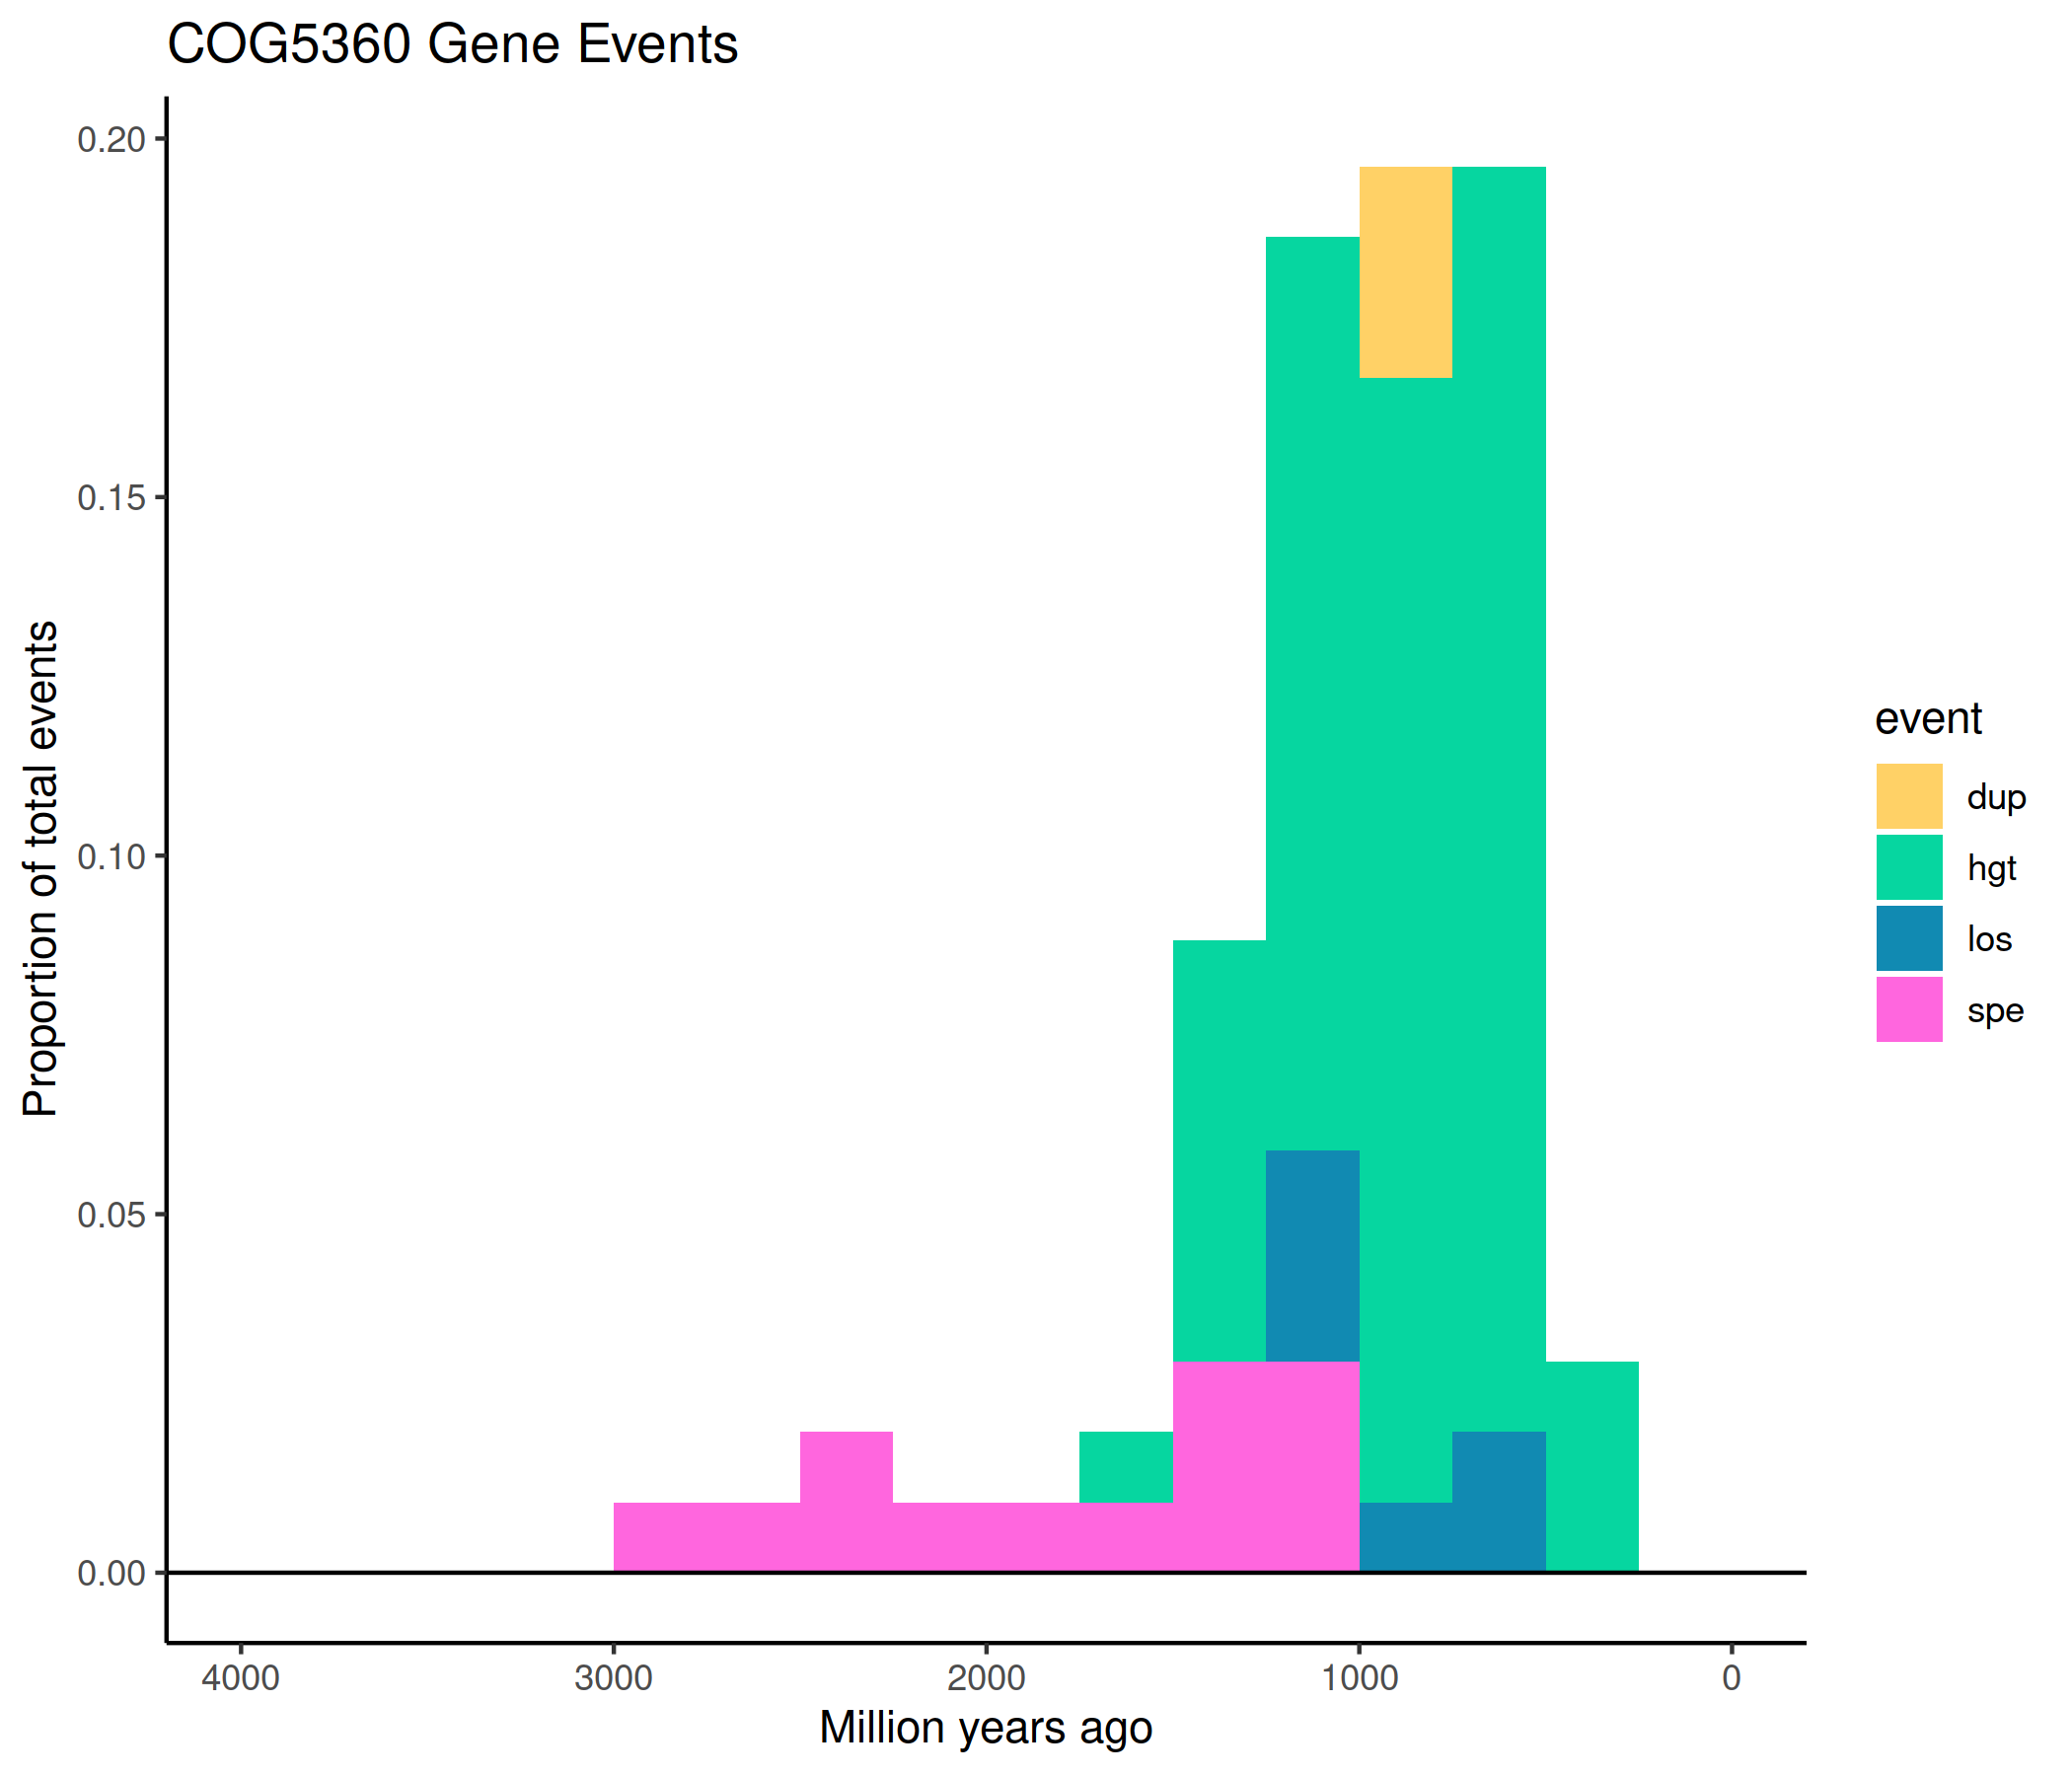 COG5360 Gene Events
0.20
0.15
0.10
0.05
0.00
Proportion of total events
4000 3000 2000 1000 0
Million years ago
event
dup
hgt
los
spe